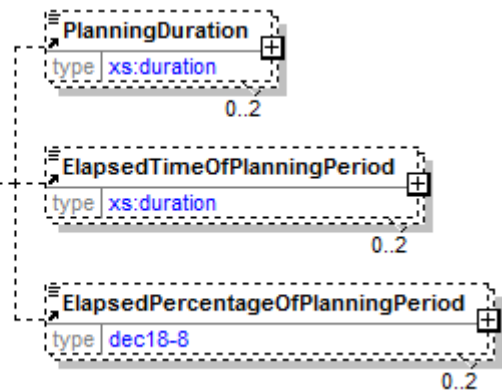 PlanningDuration
type xs:duration
0..2
ElapsedTimeOfPlanningPeriod
type xs:duration
0..2
ElapsedPercentageOfPlanningPeriod
type dec18-8
0..2